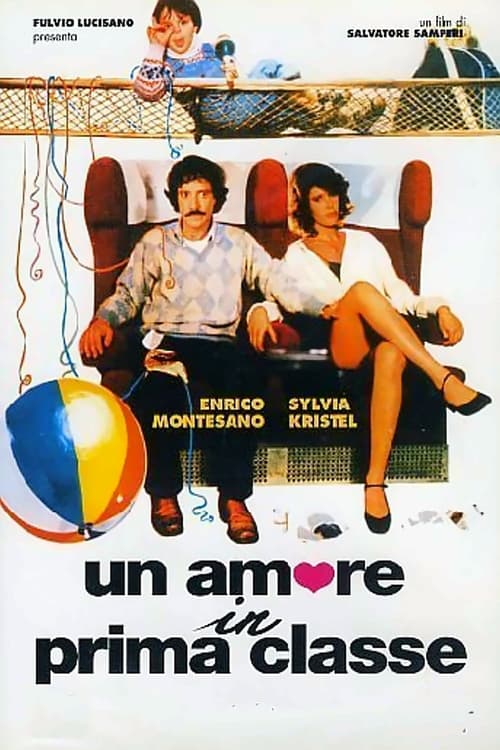 FULVIO LUCISANO
presenta
un film di
SALVATORE SAMPERI
ENRICO
MONTESANO
SYLVIA
KRISTEL
un amore
in
prima classe